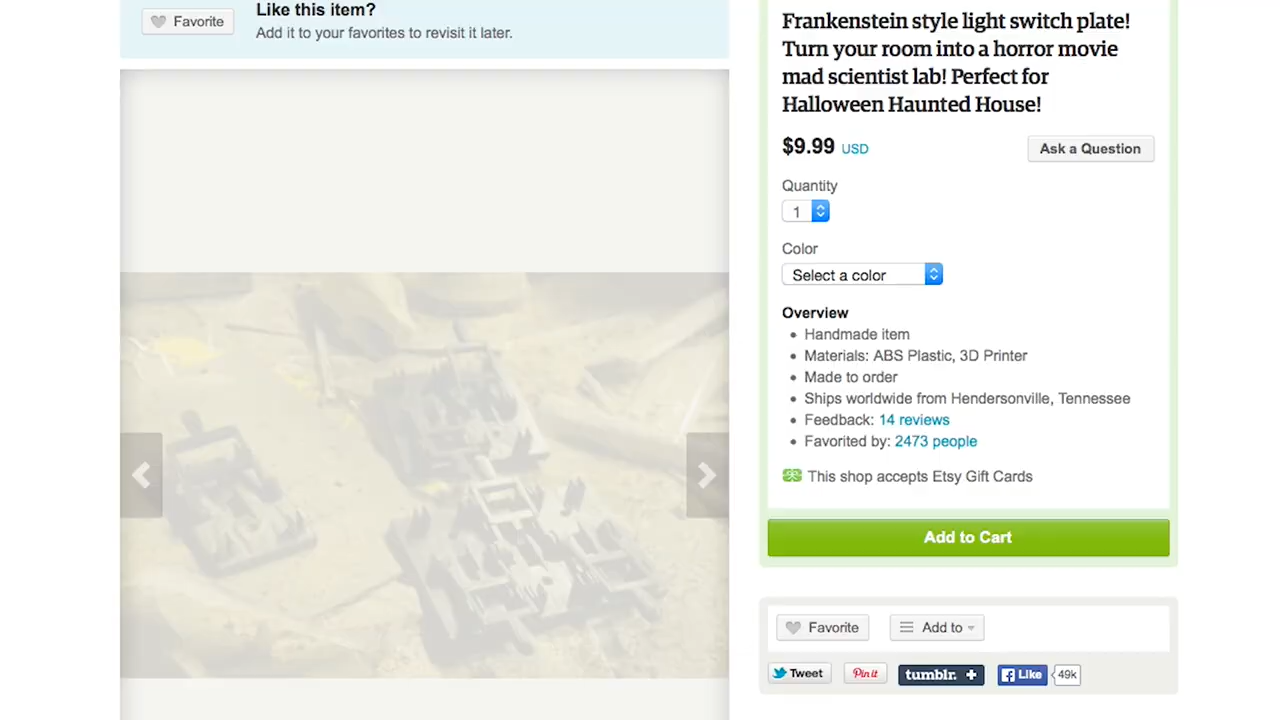 Favorite
Like this item?
Add it to your favorites to revisit it later.
Frankenstein style light switch plate!
Turn your room into a horror movie
mad scientist lab! Perfect for
Halloween Haunted House!
$9.99 USD
Ask a Question
Quantity
1
Color
Select a color
Overview
Handmade item
Materials: ABS Plastic, 3D Printer
Made to order
Ships worldwide from Hendersonville, Tennessee
Feedback: 14 reviews
Favorited by: 2473 people
This shop accepts Etsy Gift Cards
Add to Cart
Favorite
Add to
Tweet
Pin it
tumblr. +
Like
49k